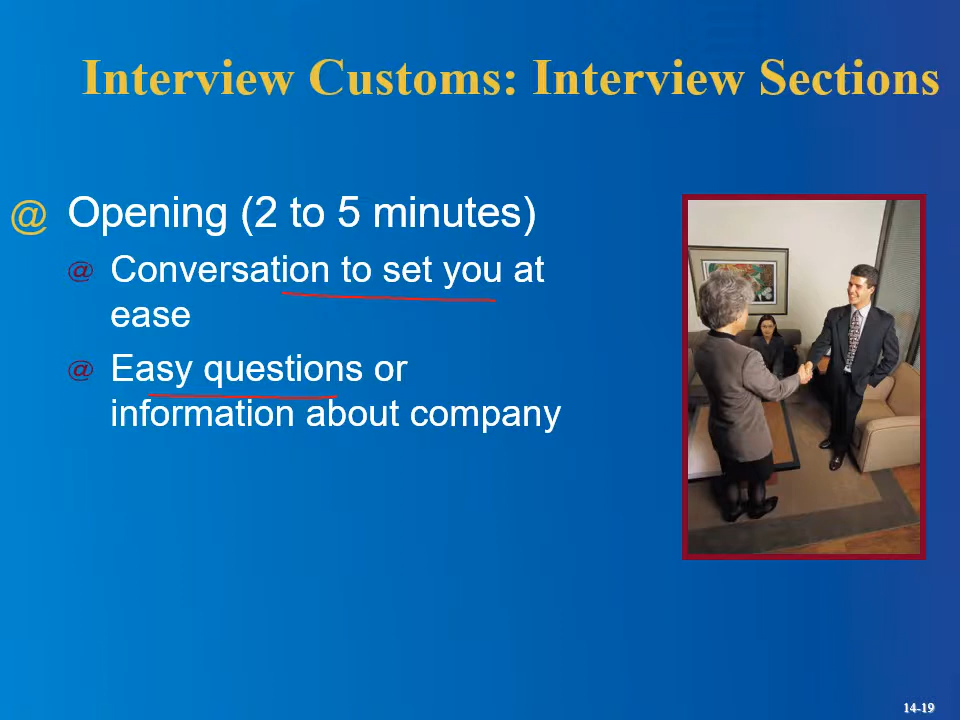 Interview Customs: Interview Sections
@ Opening (2 to 5 minutes)
@ Conversation to set you at
ease
@ Easy questions or
information about company
14-19